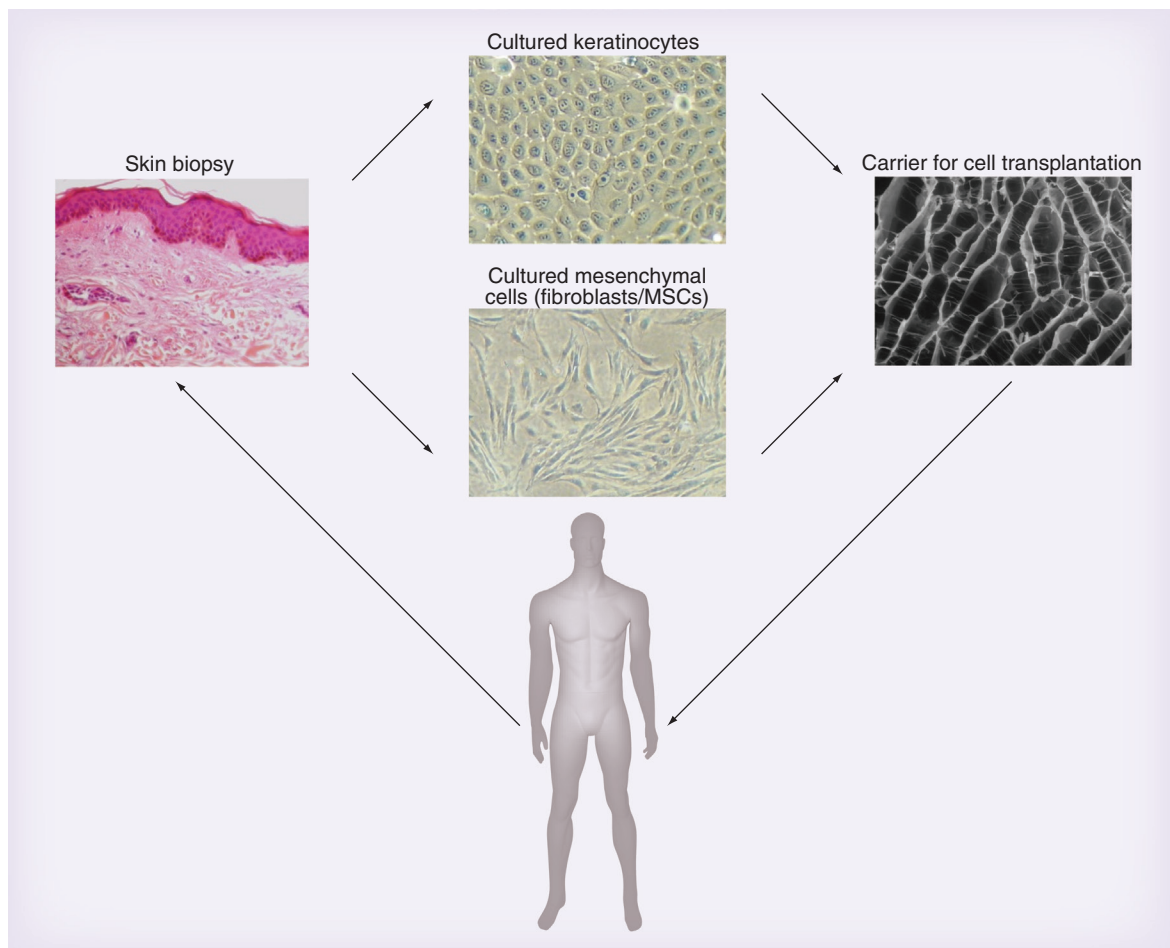 Cultured keratinocytes
Skin biopsy
Carrier for cell transplantation
Cultured mesenchymal
cells (fibroblasts/MSCs)